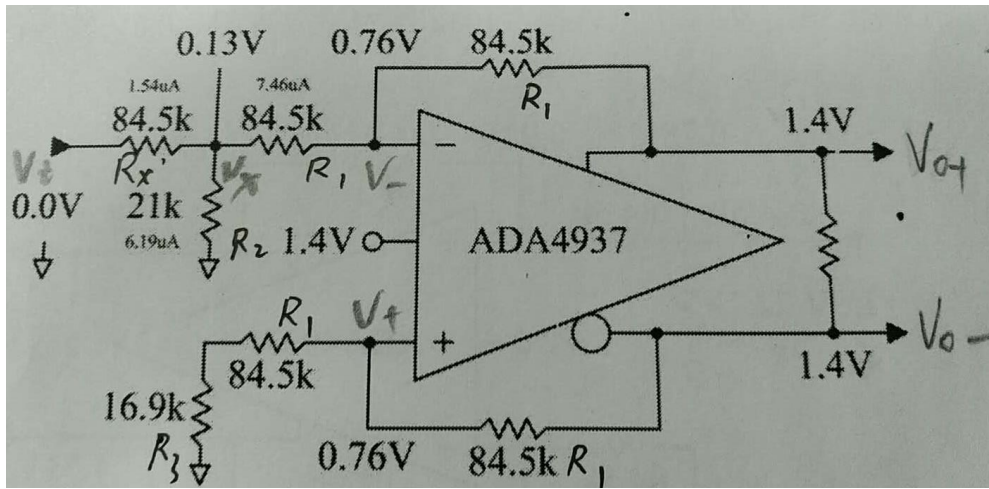 0.13V 0.76V 84.5k
1.54uA 7.46uA R1
84.5k 84.5k 1.4V
Rx Vx R1 V- − Vo+
0.0V 21k
6.19uA R2 1.4V ADA4937
R1 V+ +
84.5k Vo-
16.9k 1.4V
R3 0.76V 84.5k R1